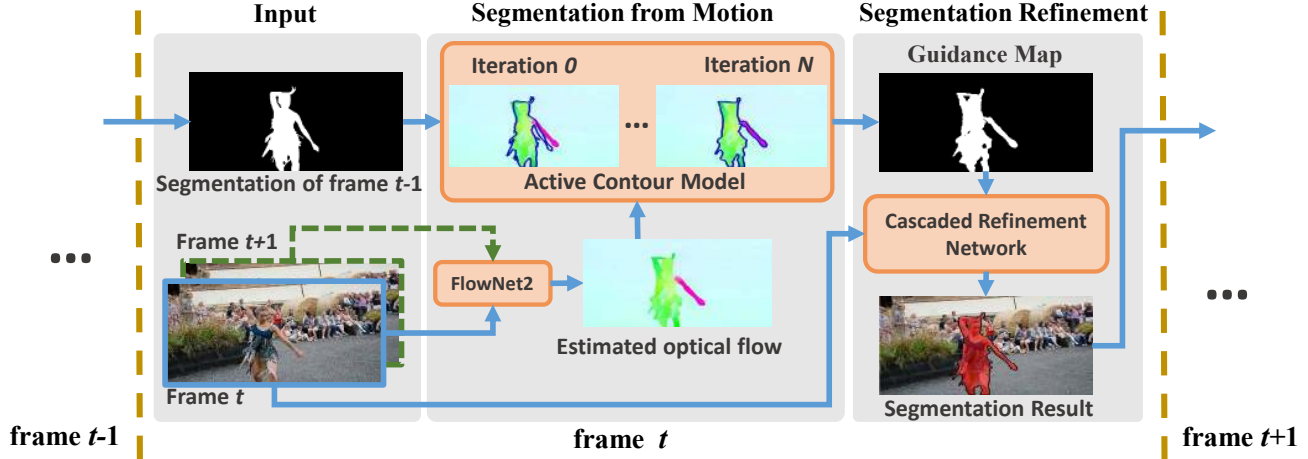 Input
Segmentation from Motion
Segmentation Refinement
Iteration 0
Iteration N
Guidance Map
...
Segmentation of frame t-1
Active Contour Model
Frame t+1
Cascaded Refinement
Network
...
FlowNet2
...
Estimated optical flow
Frame t
Segmentation Result
frame t-1
frame t
frame t+1